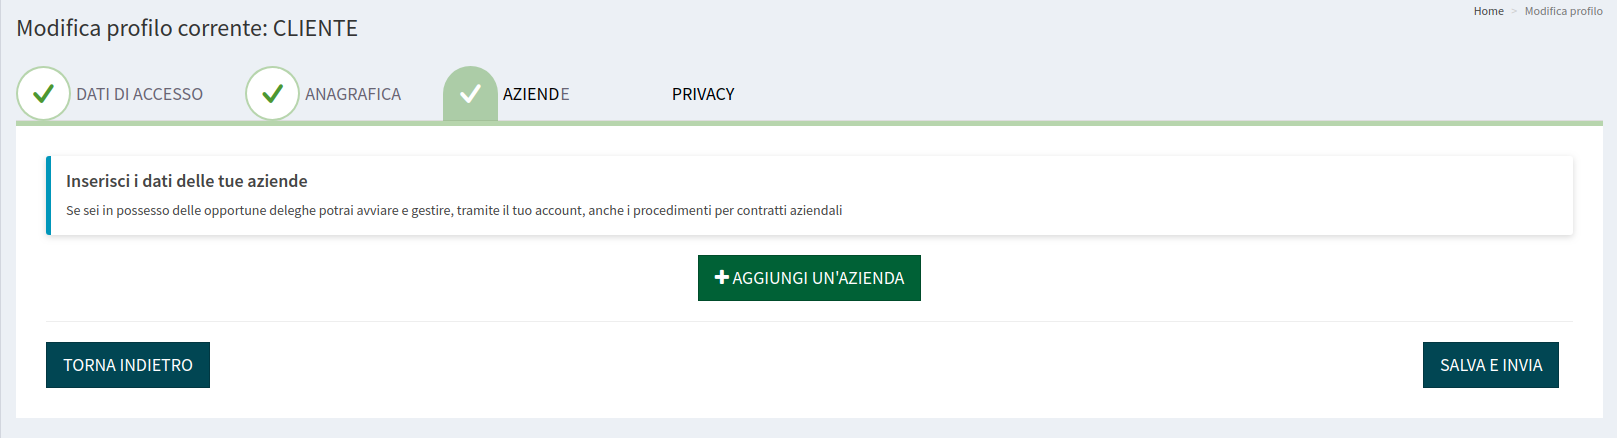 Modifica profilo corrente: CLIENTE
Home > Modifica profilo
DATI DI ACCESSO
ANAGRAFICA
AZIENDE
PRIVACY
Inserisci i dati delle tue aziende
Se sei in possesso delle opportune deleghe potrai avviare e gestire, tramite il tuo account, anche i procedimenti per contratti aziendali
AGGIUNGI UN'AZIENDA
TORNA INDIETRO
SALVA E INVIA